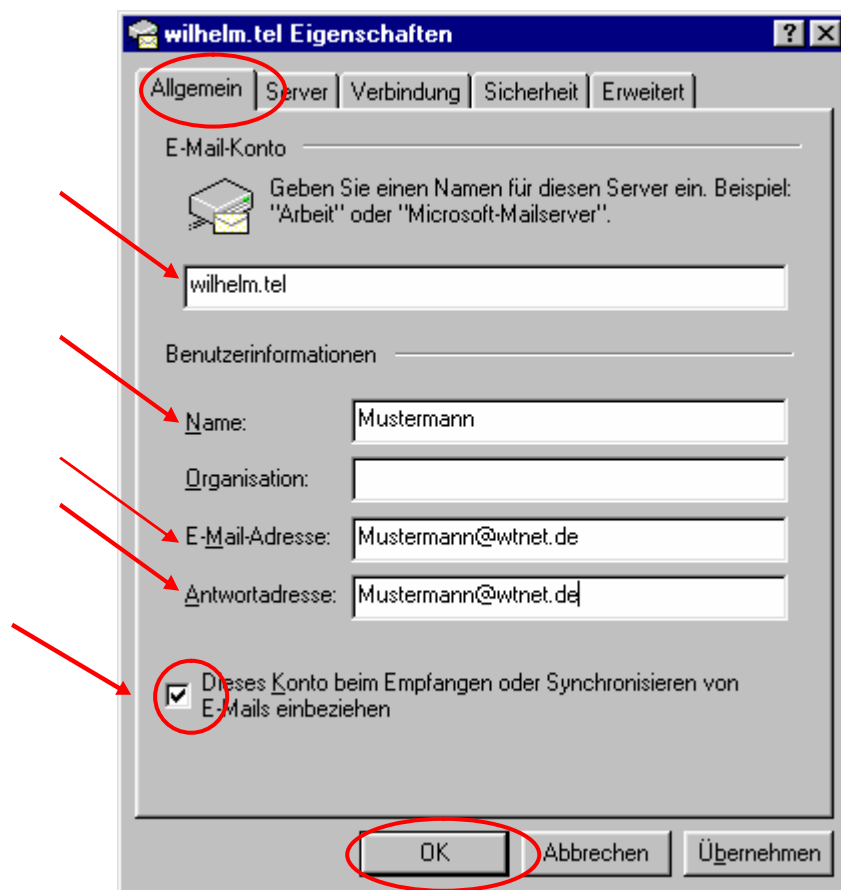 wilhelm.tel Eigenschaften
Allgemein Server Verbindung Sicherheit Erweitert
E-Mail-Konto
Geben Sie einen Namen für diesen Server ein. Beispiel:
"Arbeit" oder "Microsoft-Mailserver".
wilhelm.tel
Benutzerinformationen
Name: Mustermann
Organisation:
E-Mail-Adresse: Mustermann@wtnet.de
Antwortadresse: Mustermann@wtnet.de
Dieses Konto beim Empfangen oder Synchronisieren von
E-Mails einbeziehen
OK Abbrechen Übernehmen